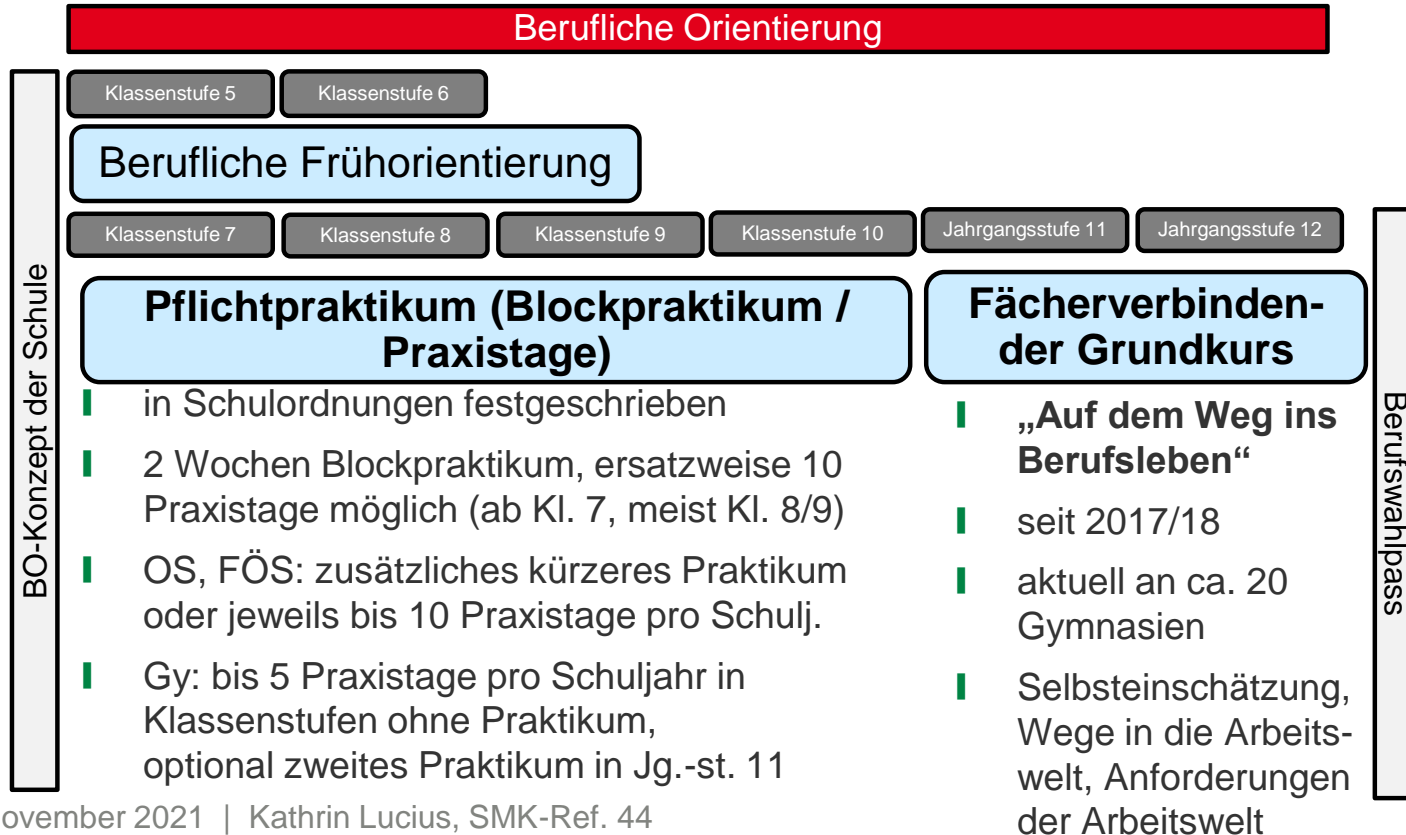 Berufliche Orientierung
BO-Konzept der Schule
Klassenstufe 5
Klassenstufe 6
Berufliche Frühorientierung
Klassenstufe 7
Klassenstufe 8
Klassenstufe 9
Klassenstufe 10
Jahrgangsstufe 11
Jahrgangsstufe 12
Pflichtpraktikum (Blockpraktikum /
Praxistage)
in Schulordnungen festgeschrieben
2 Wochen Blockpraktikum, ersatzweise 10
Praxistage möglich (ab Kl. 7, meist Kl. 8/9)
OS, FÖS: zusätzliches kürzeres Praktikum
oder jeweils bis 10 Praxistage pro Schulj.
Gy: bis 5 Praxistage pro Schuljahr in
Klassenstufen ohne Praktikum,
optional zweites Praktikum in Jg.-st. 11
Fächerverbinden-
der Grundkurs
„Auf dem Weg ins
Berufsleben“
seit 2017/18
aktuell an ca. 20
Gymnasien
Selbsteinschätzung,
Wege in die Arbeits-
welt, Anforderungen
der Arbeitswelt
Berufswahlpass
ovember 2021 | Kathrin Lucius, SMK-Ref. 44